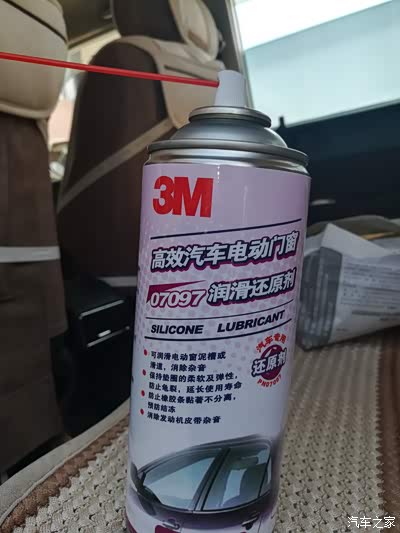 3M
高效汽车电动门窗
07097 润滑还原剂
SILICONE LUBRICANT
可润滑电动窗泥槽或
滑道,消除杂音
保持垫圈的柔软及弹性,
防止龟裂,延长使用寿命
防止橡胶条黏著不分离,
预防结冻
消除发动机皮带杂音
汽车专用
还原剂
汽车之家